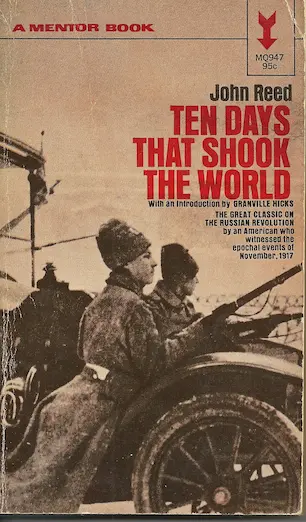 A MENTOR BOOK
MQ947
95c
John Reed
TEN DAYS
THAT SHOOK
THE WORLD
With an Introduction by GRANVILLE HICKS
THE GREAT CLASSIC ON
THE RUSSIAN REVOLUTION
by an American who
witnessed the
epochal events of
November, 1917